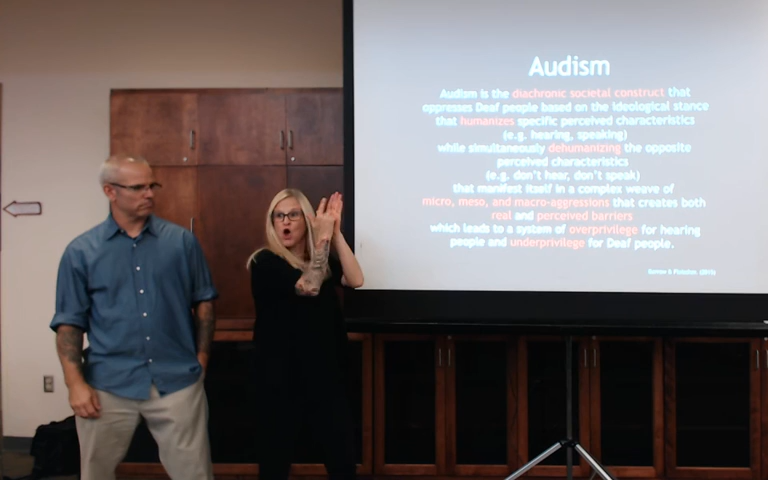 Audism
Audism is the diachronic societal construct that
oppresses Deaf people based on the ideological stance
that humanizes specific perceived characteristics
(e.g. hearing, speaking)
while simultaneously dehumanizing the opposite
perceived characteristics
(e.g. don't hear, don't speak)
that manifest itself in a complex weave of
micro, meso, and macro-aggressions that creates both
real and perceived barriers
which leads to a system of overprivilege for hearing
people and underprivilege for Deaf people.